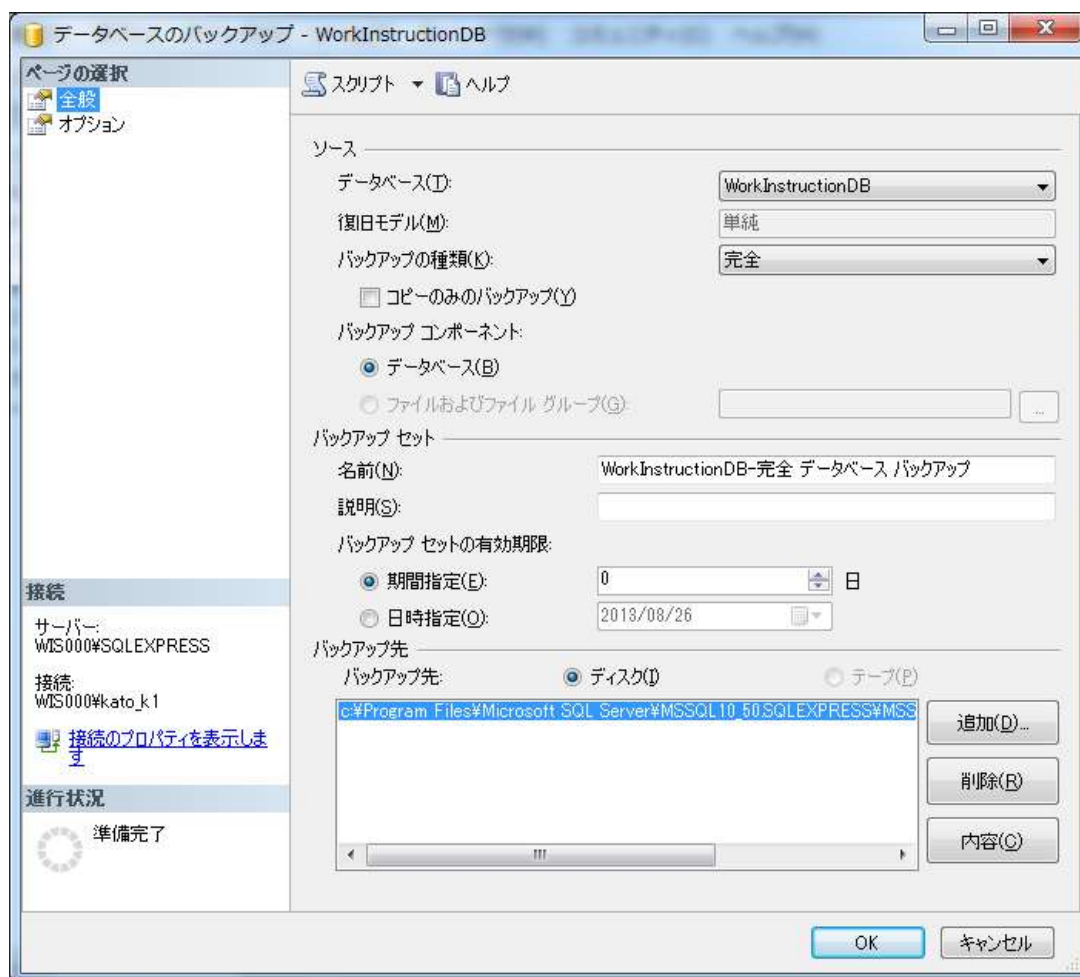 データベースのバックアップ - WorkInstructionDB
ページの選択
全般
オプション
スクリプト
ヘルプ
ソース
データベース(T):
WorkInstructionDB
復旧モデル(M):
単純
バックアップの種類(K):
完全
コピーのみのバックアップ(Y)
バックアップ コンポーネント:
データベース(B)
ファイルおよびファイル グループ(G):
...
バックアップ セット
名前(N):
WorkInstructionDB-完全 データベース バックアップ
説明(S):
バックアップ セットの有効期限:
期間指定(E):
0
日
日時指定(O):
2013/08/26
バックアップ先
バックアップ先:
ディスク(I)
テープ(P)
c:¥Program Files¥Microsoft SQL Server¥MSSQL10_50.SQLEXPRESS¥MSS
追加(D)...
削除(R)
内容(C)
接続
サーバー:
WIS000¥SQLEXPRESS
接続:
WIS000¥kato_k1
接続のプロパティを表示しま
す
進行状況
準備完了
OK
キャンセル